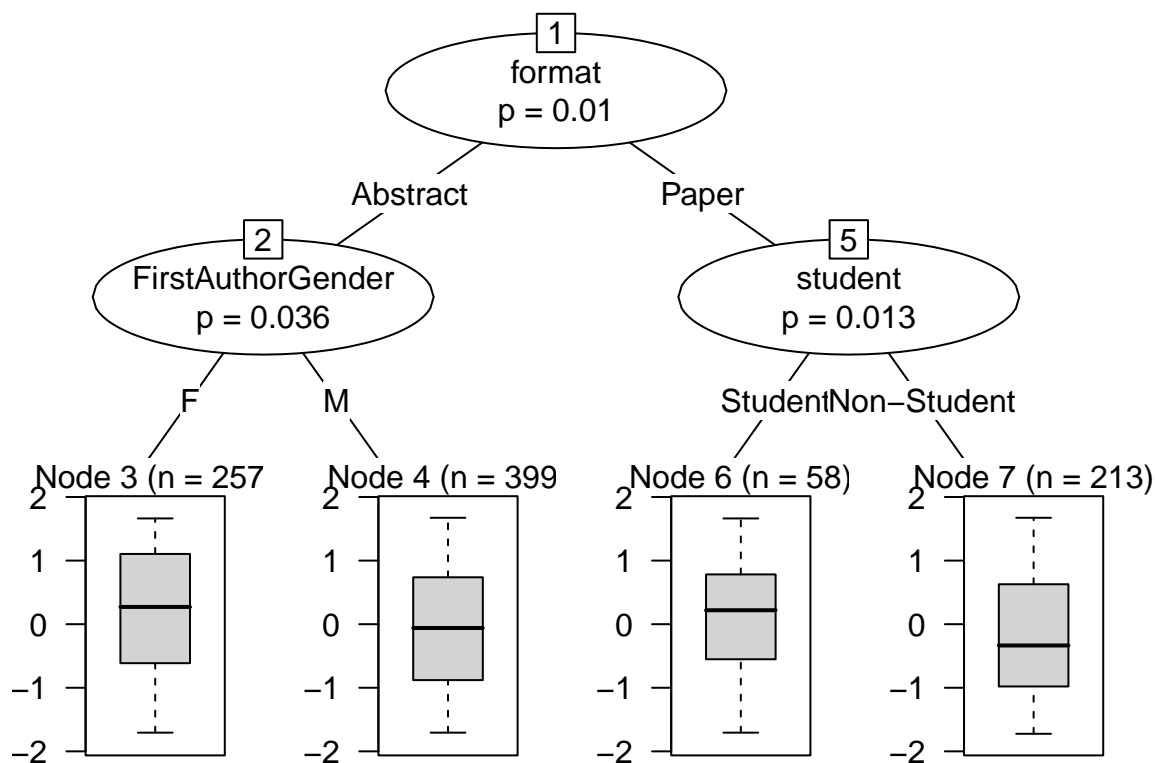 1
format
p = 0.01
Abstract
Paper
2
FirstAuthorGender
p = 0.036
5
student
p = 0.013
F
M
Student
Non−Student
Node 3 (n = 257
2
1
0
−1
−2
Node 4 (n = 399
2
1
0
−1
−2
Node 6 (n = 58)
2
1
0
−1
−2
Node 7 (n = 213)
2
1
0
−1
−2